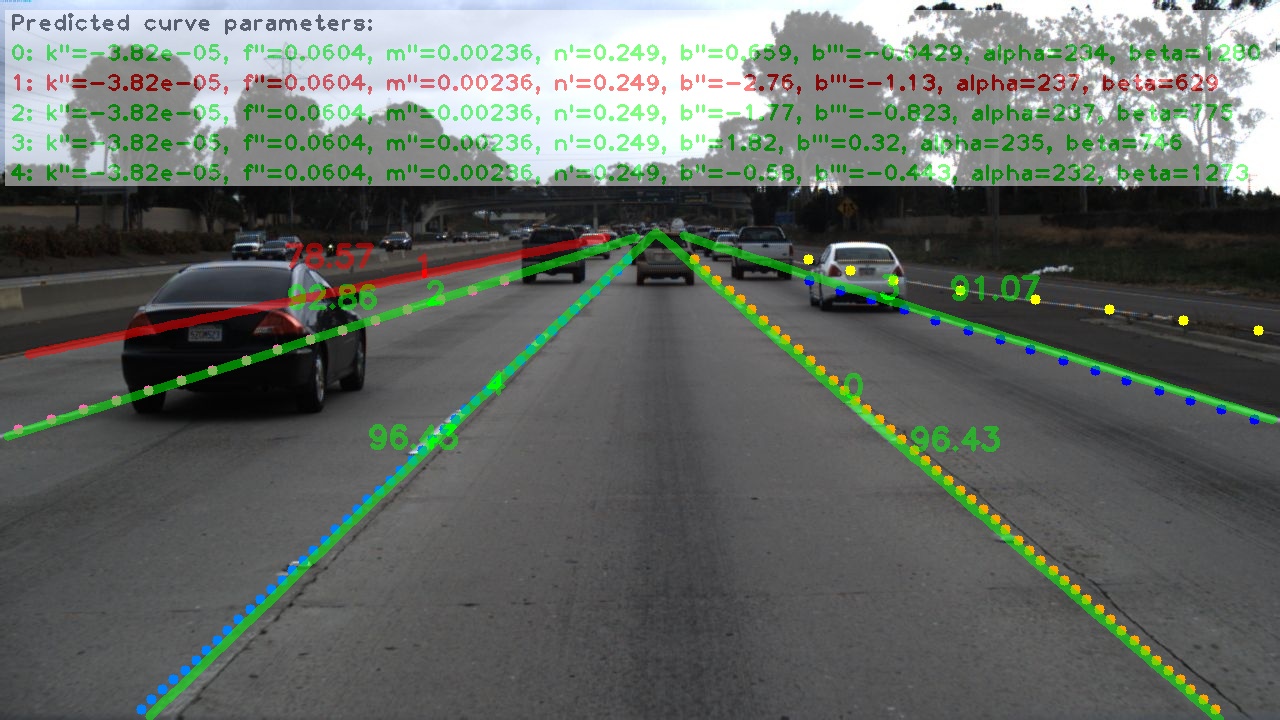 Predicted curve parameters:
0: k''=-3.82e-05, f''=0.0604, m''=0.00236, n'=0.249, b''=0.659, b'''=-0.0429, alpha=234, beta=1280
1: k''=-3.82e-05, f''=0.0604, m''=0.00236, n'=0.249, b''=-2.76, b'''=-1.13, alpha=237, beta=629
2: k''=-3.82e-05, f''=0.0604, m''=0.00236, n'=0.249, b''=-1.77, b'''=-0.823, alpha=237, beta=775
3: k''=-3.82e-05, f''=0.0604, m''=0.00236, n'=0.249, b''=1.82, b'''=0.32, alpha=235, beta=746
4: k''=-3.82e-05, f''=0.0604, m''=0.00236, n'=0.249, b''=-0.58, b'''=-0.443, alpha=232, beta=1273
78.57 1
92.86 2
3 91.07
4 0
96.43 96.43